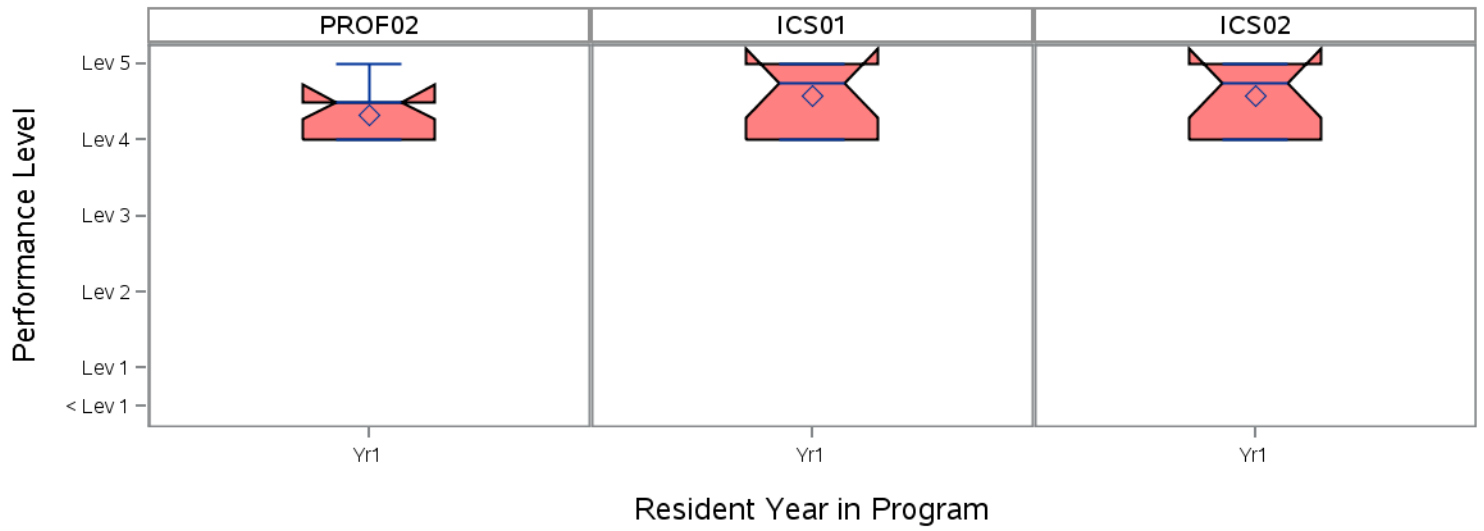 PROF02 ICS01 ICS02
Lev 5
Lev 4
Lev 3
Lev 2
Lev 1
< Lev 1
Performance Level
Yr1 Yr1 Yr1
Resident Year in Program